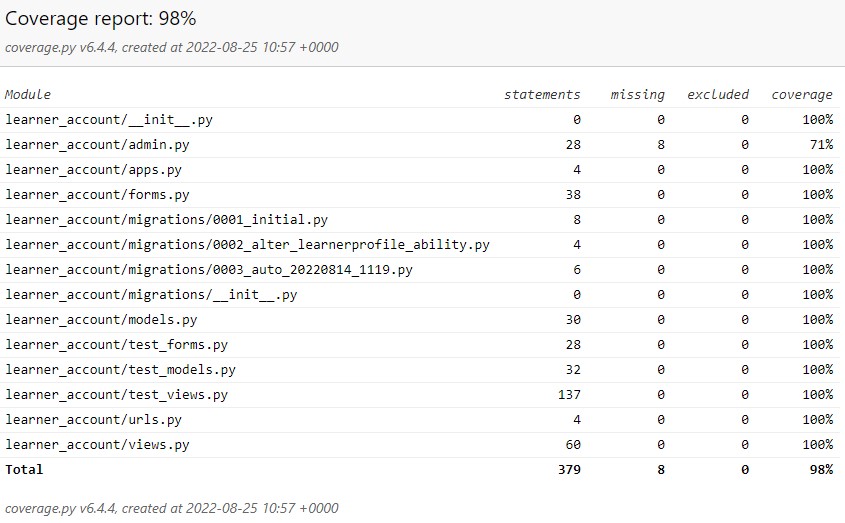 Coverage report: 98%
coverage.py v6.4.4, created at 2022-08-25 10:57 +0000
Module statements missing excluded coverage
learner_account/__init__.py 0 0 0 100%
learner_account/admin.py 28 8 0 71%
learner_account/apps.py 4 0 0 100%
learner_account/forms.py 38 0 0 100%
learner_account/migrations/0001_initial.py 8 0 0 100%
learner_account/migrations/0002_alter_learnerprofile_ability.py 4 0 0 100%
learner_account/migrations/0003_auto_20220814_1119.py 6 0 0 100%
learner_account/migrations/__init__.py 0 0 0 100%
learner_account/models.py 30 0 0 100%
learner_account/test_forms.py 28 0 0 100%
learner_account/test_models.py 32 0 0 100%
learner_account/test_views.py 137 0 0 100%
learner_account/urls.py 4 0 0 100%
learner_account/views.py 60 0 0 100%
Total 379 8 0 98%
coverage.py v6.4.4, created at 2022-08-25 10:57 +0000